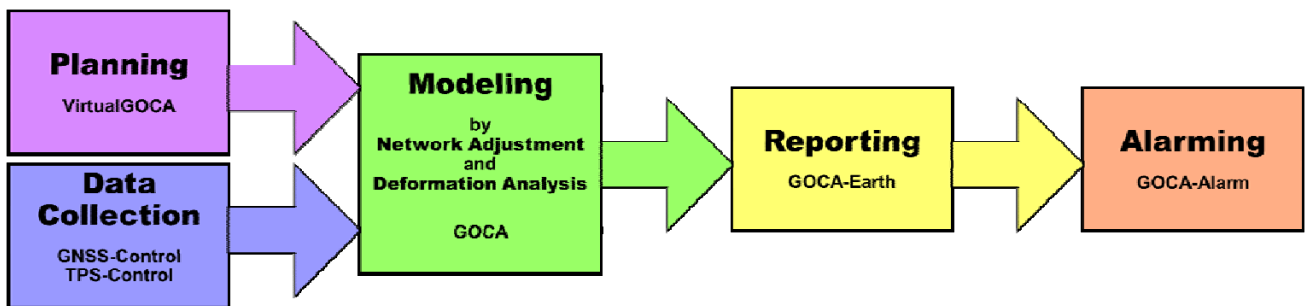 Planning
VirtualGOCA
Data
Collection
GNSS-Control
TPS-Control
Modeling
by
Network Adjustment
and
Deformation Analysis
GOCA
Reporting
GOCA-Earth
Alarming
GOCA-Alarm